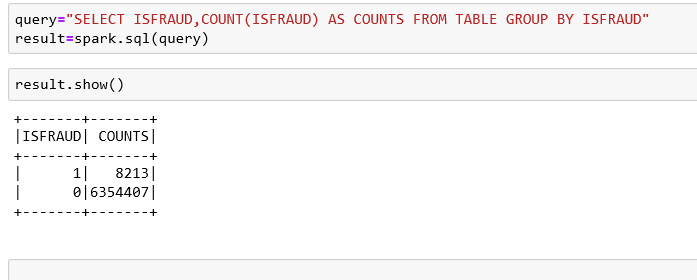 query="SELECT ISFRAUD,COUNT(ISFRAUD) AS COUNTS FROM TABLE GROUP BY ISFRAUD"
result=spark.sql(query)
result.show()
+-------+-------+
|ISFRAUD| COUNTS|
+-------+-------+
|      1|   8213|
|      0|6354407|
+-------+-------+